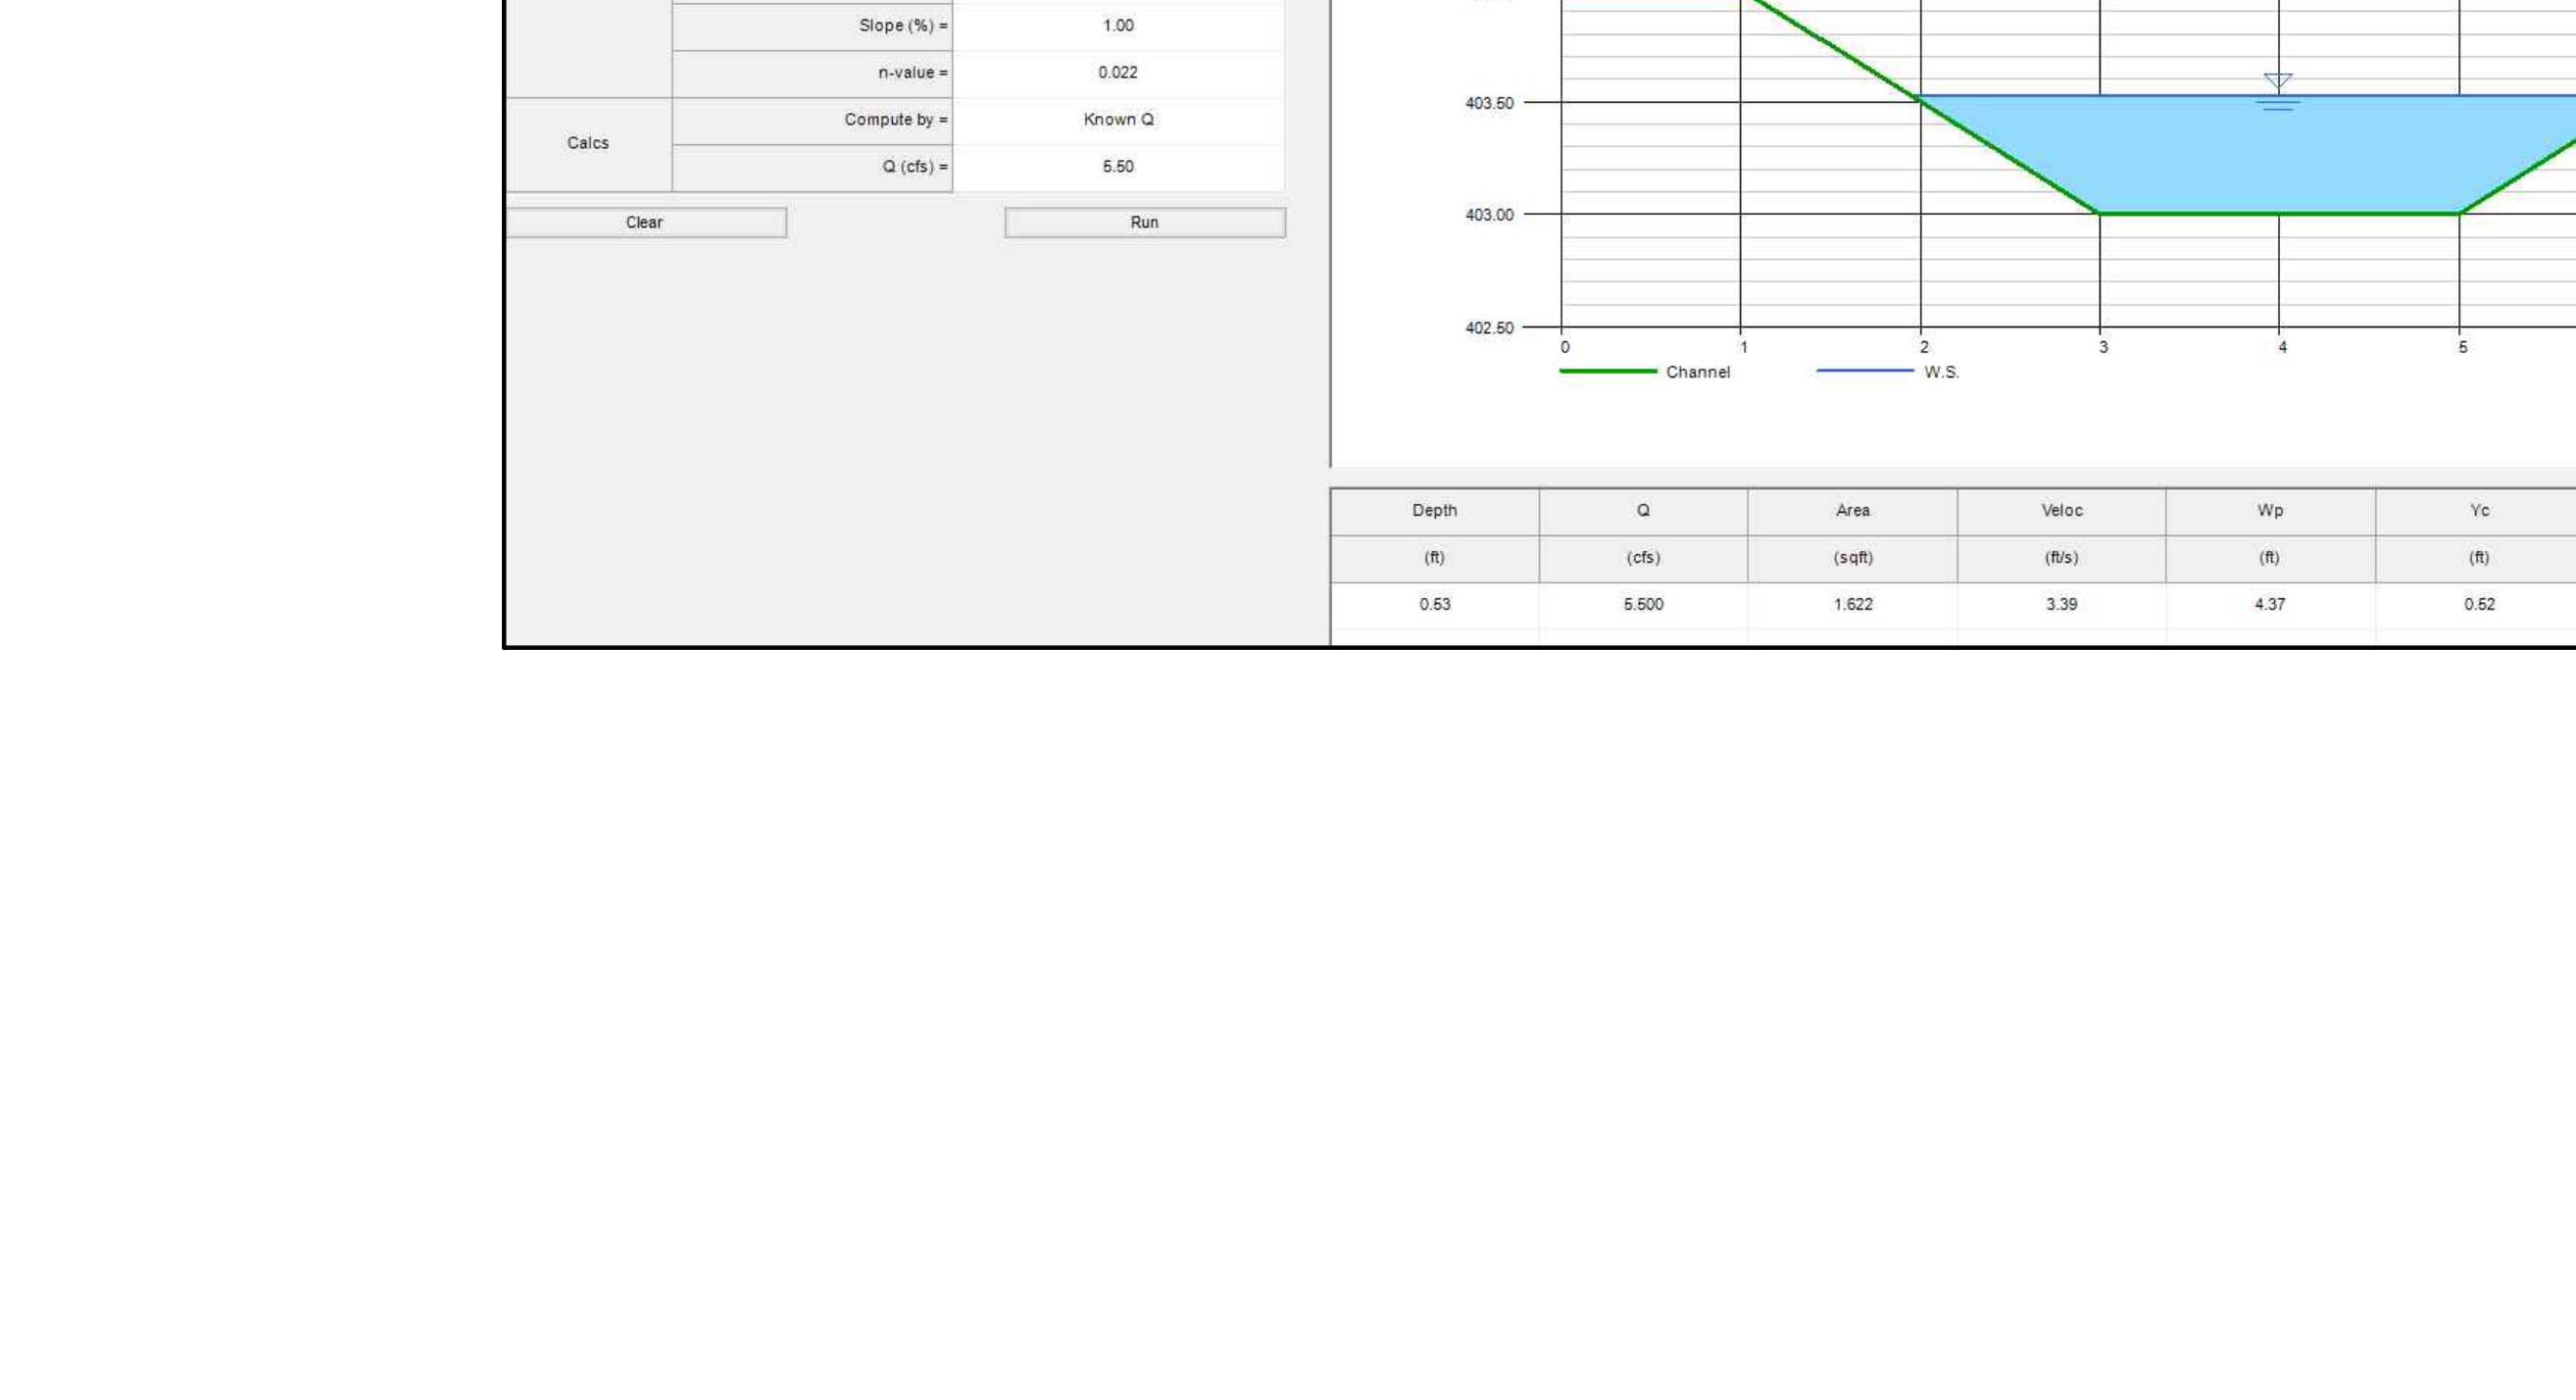 Slope (%) = 1.00
n-value = 0.022
Calcs
Compute by = Known Q
Q (cfs) = 5.50
Clear Run
403.50
403.00
402.50
0 1 2 3 4 5
Channel W.S.
Depth Q Area Veloc Wp Yc
(ft) (cfs) (sqft) (ft/s) (ft) (ft)
0.53 5.500 1.622 3.39 4.37 0.52